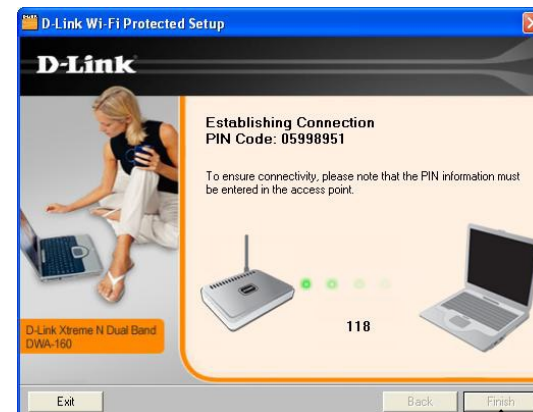 D-Link Wi-Fi Protected Setup
D-Link
Establishing Connection
PIN Code: 05998951
To ensure connectivity, please note that the PIN information must
be entered in the access point.
118
D-Link Xtreme N Dual Band
DWA-160
Exit
Back
Finish